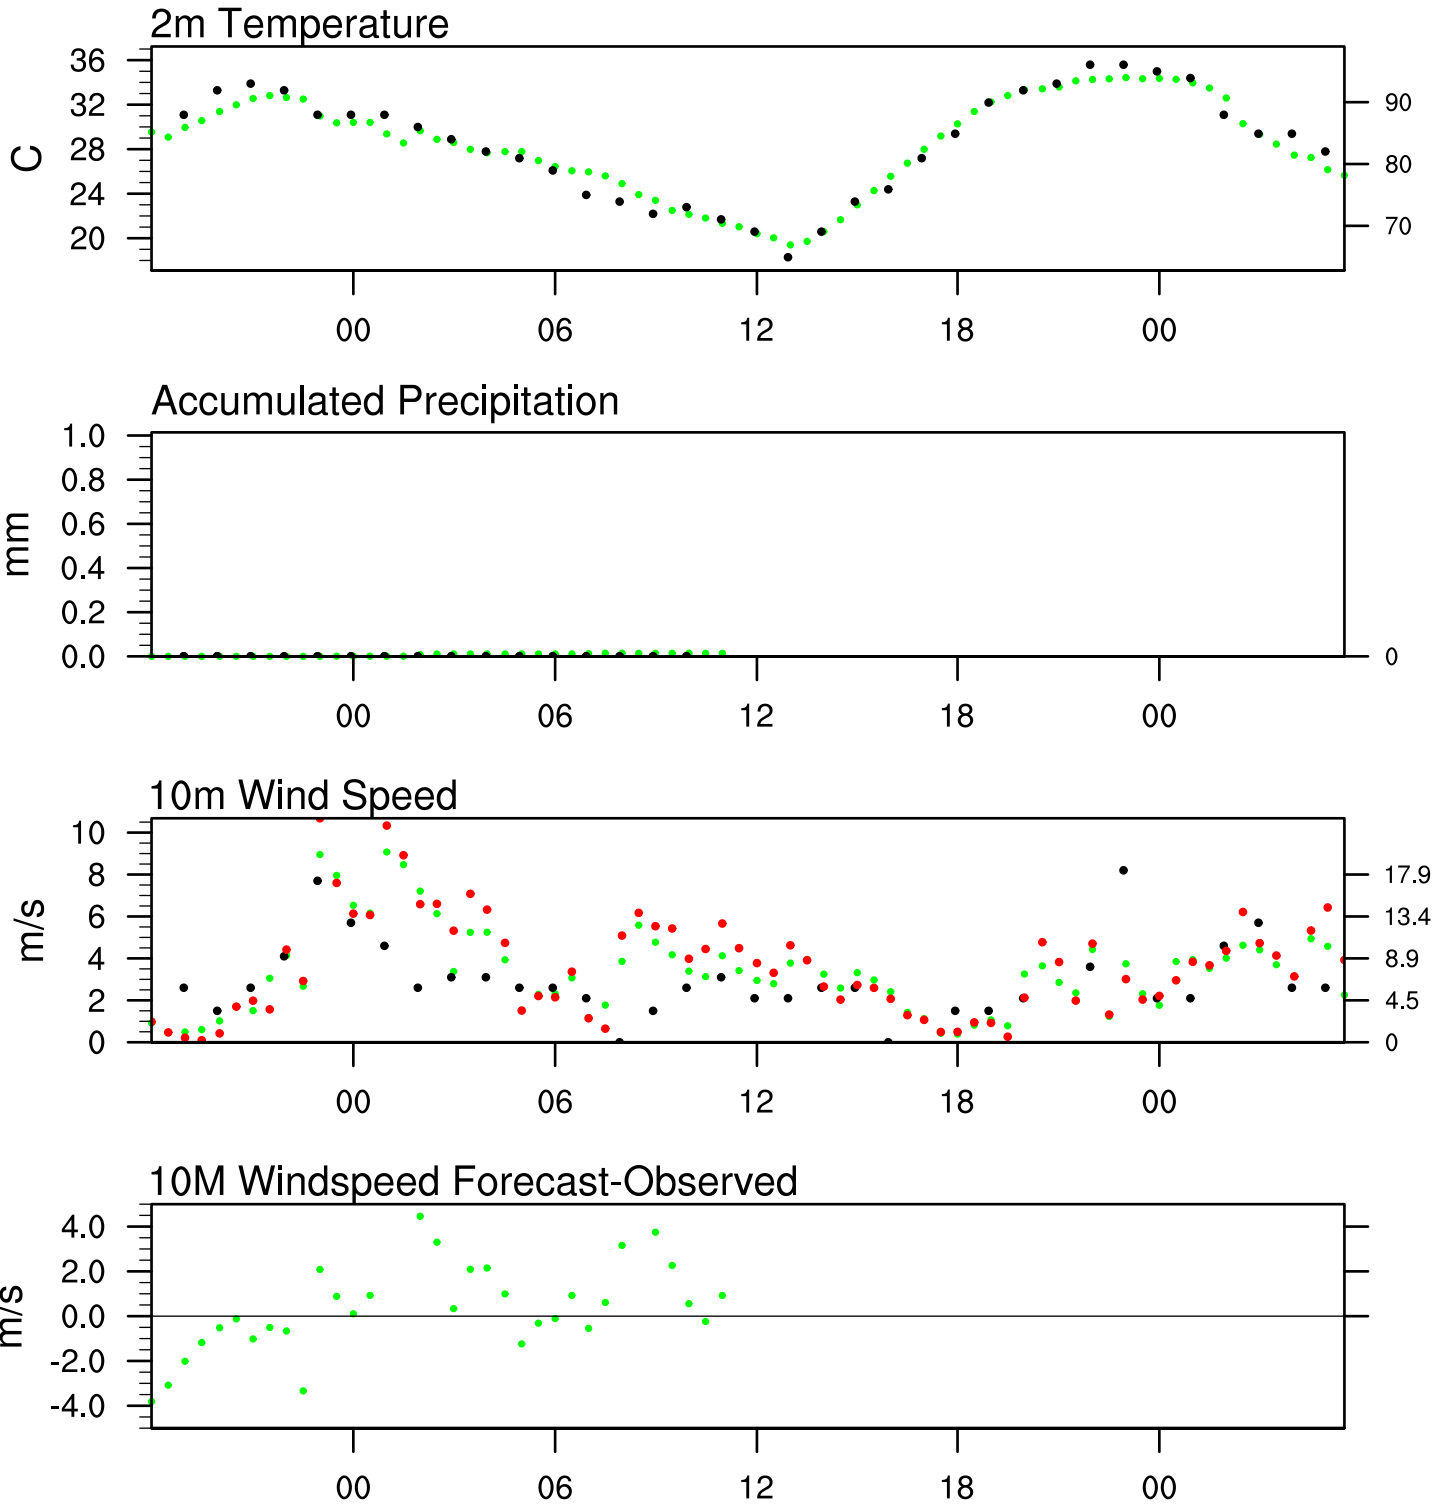 2m Temperature
36
32
28
24
20
C
90
80
70
00 06 12 18 00
Accumulated Precipitation
1.0
0.8
0.6
0.4
0.2
0.0
mm
0
00 06 12 18 00
10m Wind Speed
10
8
6
4
2
0
m/s
17.9
13.4
8.9
4.5
0
00 06 12 18 00
10M Windspeed Forecast-Observed
4.0
2.0
0.0
-2.0
-4.0
m/s
00 06 12 18 00